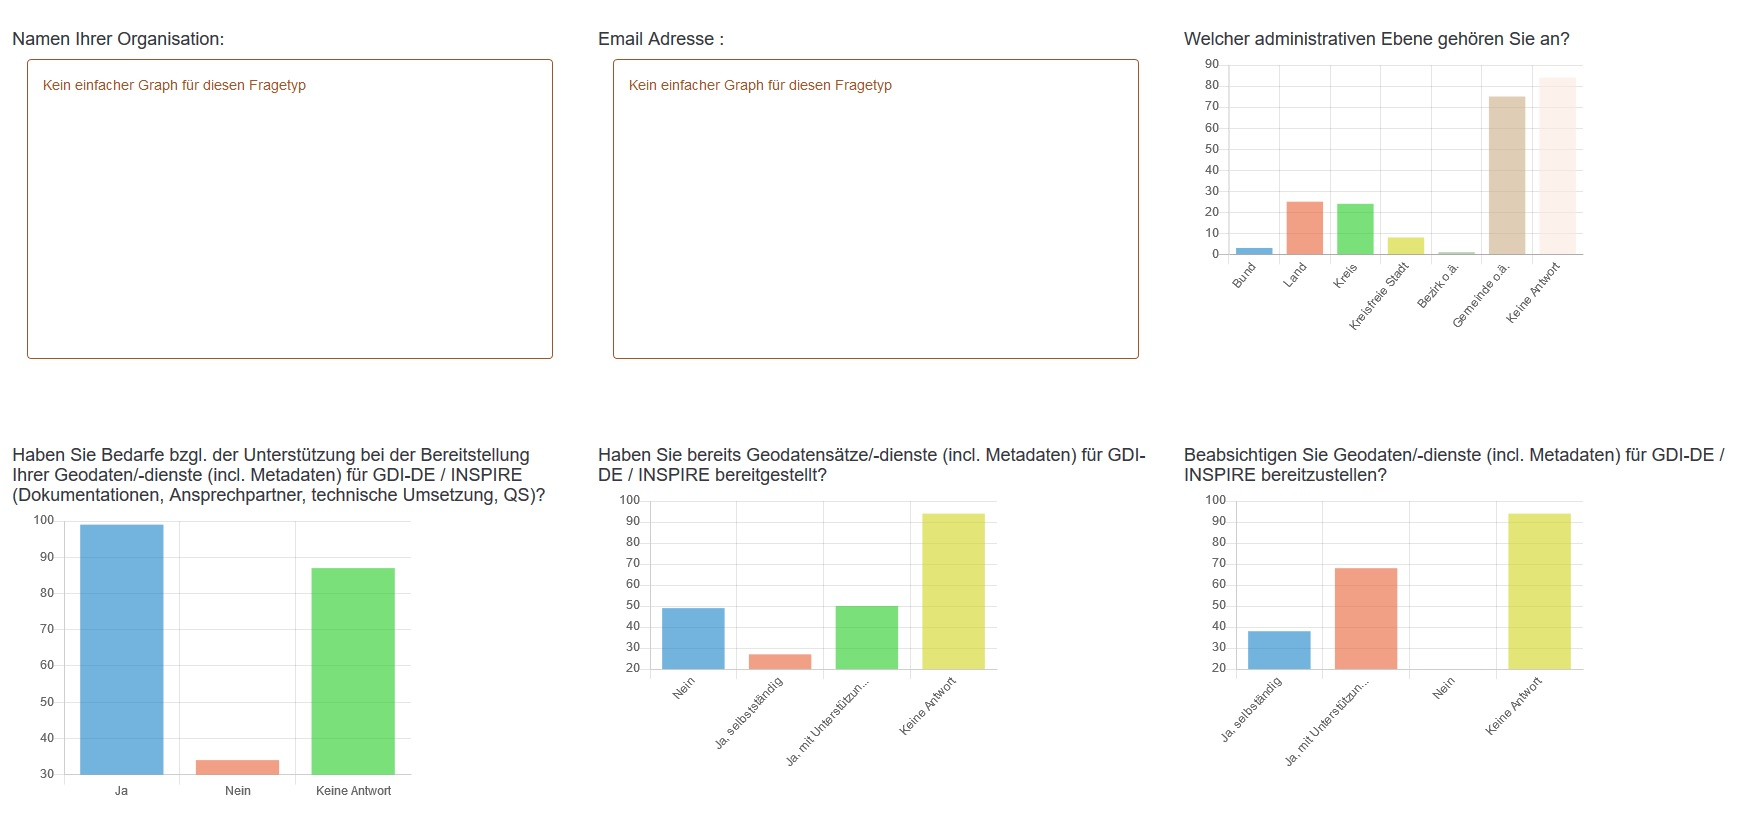 Namen Ihrer Organisation:
Kein einfacher Graph für diesen Fragetyp
Email Adresse :
Kein einfacher Graph für diesen Fragetyp
Welcher administrativen Ebene gehören Sie an?
90
80
70
60
50
40
30
20
10
0
Bund
Land
Kreis
Kreisfreie Stadt
Bezirk o.ä.
Gemeinde o.ä.
Keine Antwort
Haben Sie Bedarfe bzgl. der Unterstützung bei der Bereitstellung
Ihrer Geodaten/-dienste (incl. Metadaten) für GDI-DE / INSPIRE
(Dokumentationen, Ansprechpartner, technische Umsetzung, QS)?
100
90
80
70
60
50
40
30
Ja
Nein
Keine Antwort
Haben Sie bereits Geodatensätze/-dienste (incl. Metadaten) für GDI-
DE / INSPIRE bereitgestellt?
100
90
80
70
60
50
40
30
20
Nein
Ja, selbstständig
Ja, mit Unterstützun...
Keine Antwort
Beabsichtigen Sie Geodaten/-dienste (incl. Metadaten) für GDI-DE /
INSPIRE bereitzustellen?
100
90
80
70
60
50
40
30
20
Ja, selbständig
Ja, mit Unterstützun...
Nein
Keine Antwort